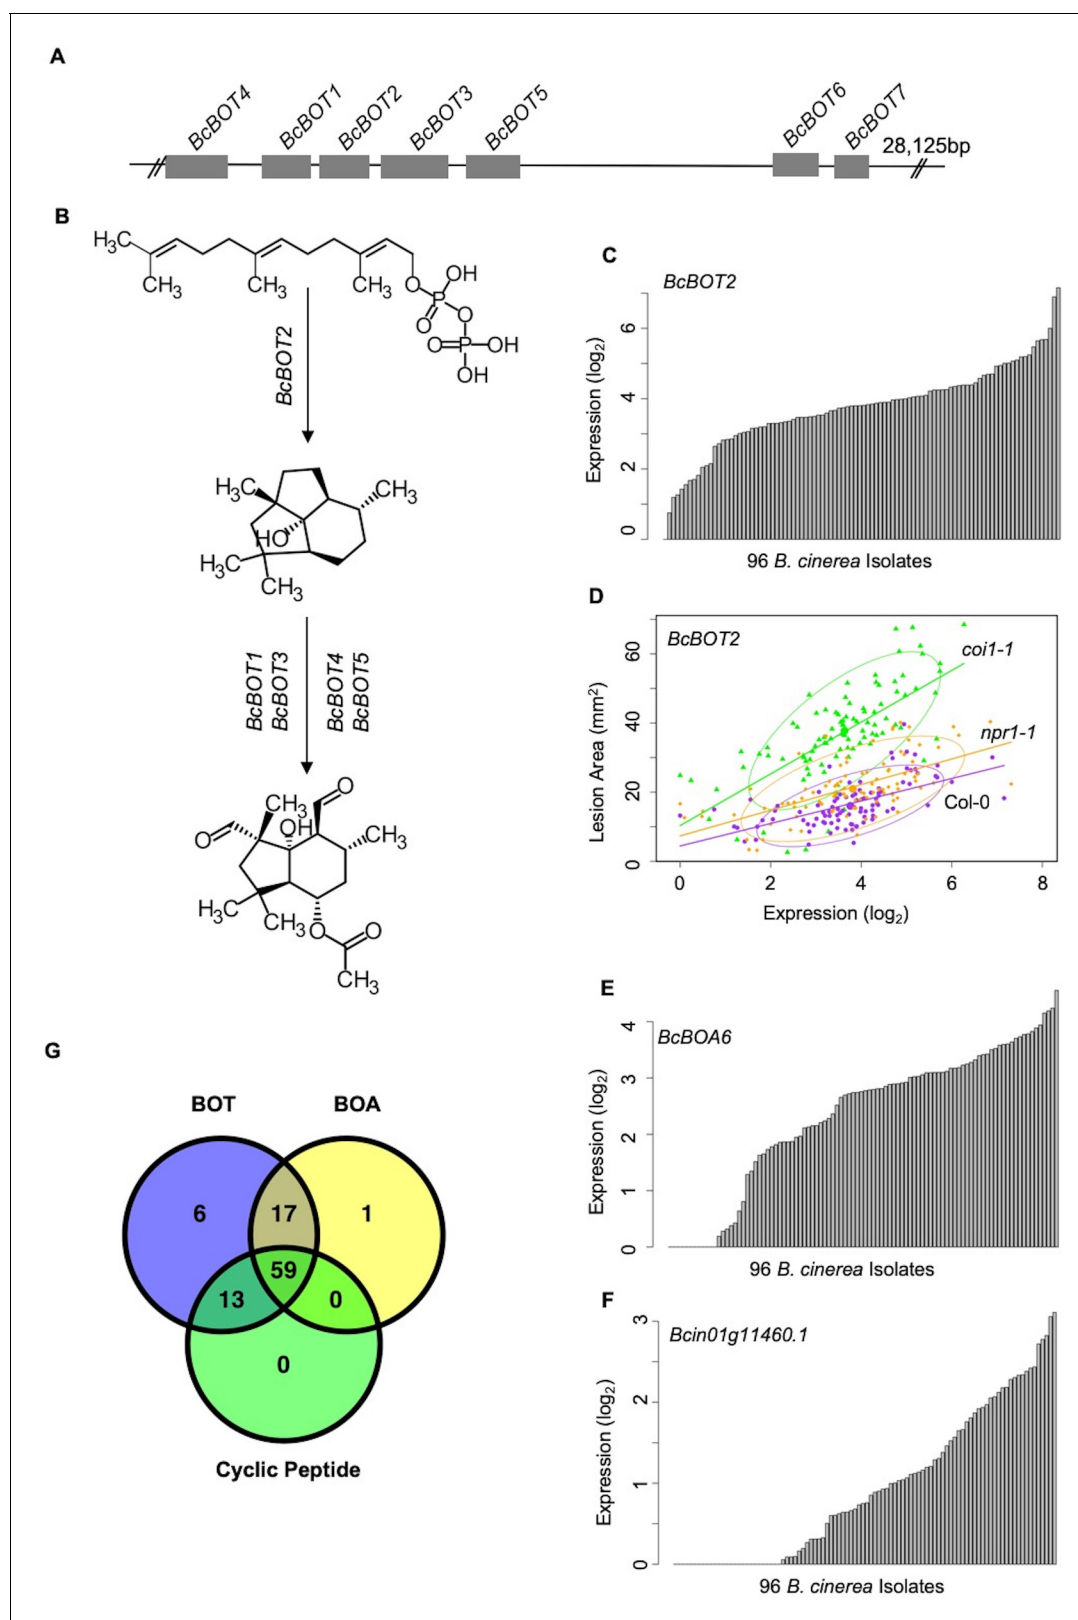 A
BcBOT4
BcBOT1
BcBOT2
BcBOT3
BcBOT5
BcBOT6
BcBOT7
28,125bp
B
H₃C
CH₃
CH₃
CH₃
O
P
OH
O
O
O
P
OH
OH
BcBOT2
H₃C
CH₃
HO
H₃C
CH₃
BcBOT1
BcBOT3
BcBOT4
BcBOT5
CH₃
O
O
OH
CH₃
H₃C
CH₃
O
O
CH₃
C
BcBOT2
Expression (log₂)
0
2
4
6
96 B. cinerea Isolates
D
BcBOT2
coi1-1
npr1-1
Col-0
Lesion Area (mm²)
0
20
40
60
0 2 4 6 8
Expression (log₂)
E
BcBOA6
Expression (log₂)
0
1
2
3
4
96 B. cinerea Isolates
F
Bcin01g11460.1
Expression (log₂)
0
1
2
3
96 B. cinerea Isolates
G
BOT
BOA
6
17
1
59
13
0
0
Cyclic Peptide